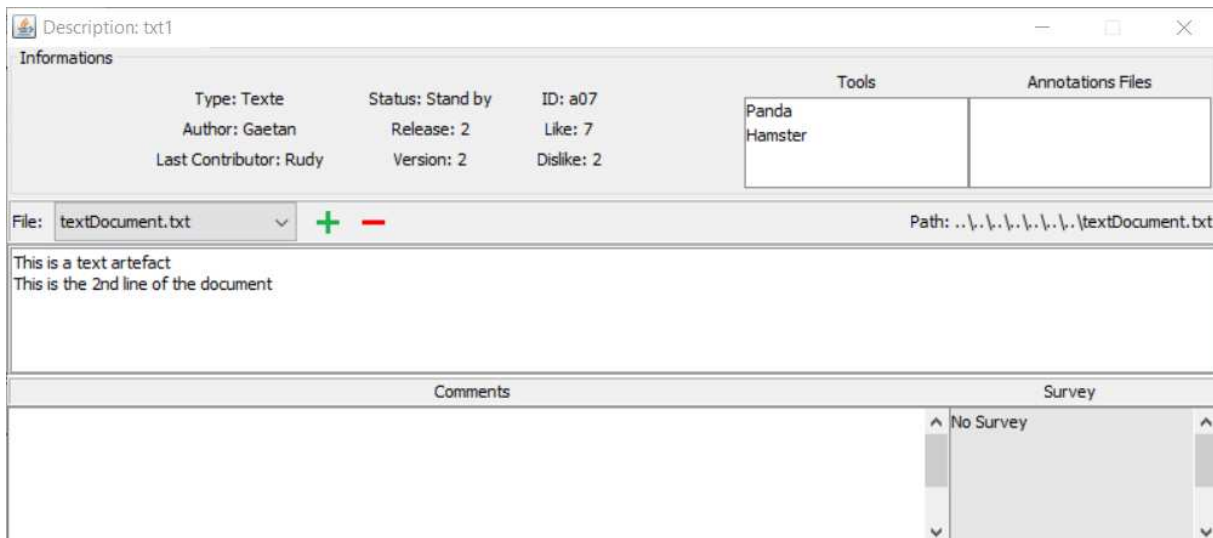 Description: txt1
Informations
Type: Texte Status: Stand by ID: a07
Author: Gaetan Release: 2 Like: 7
Last Contributor: Rudy Version: 2 Dislike: 2
Tools Annotations Files
Panda
Hamster
File: textDocument.txt Path: ..\..\..\..\..\..\..\textDocument.txt
This is a text artefact
This is the 2nd line of the document
Comments Survey
No Survey